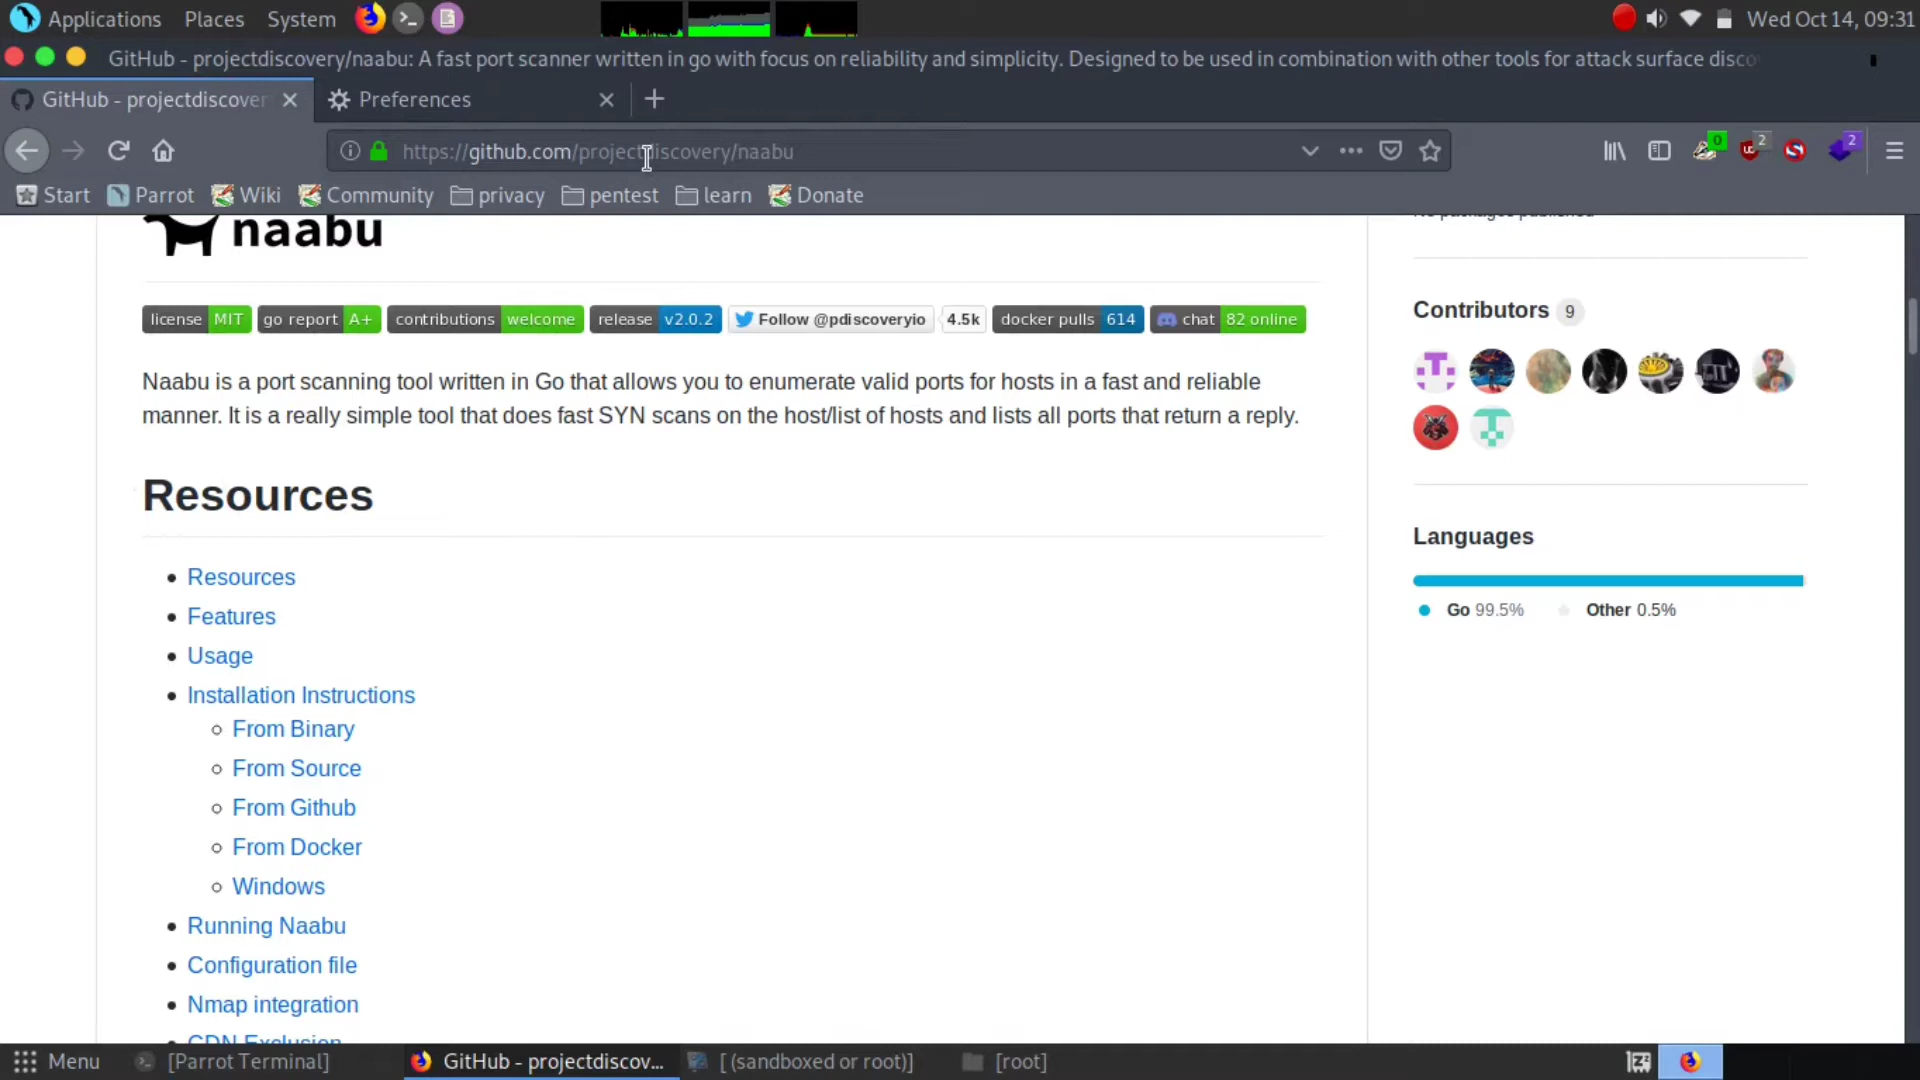 Applications Places System Wed Oct 14, 09:31
GitHub - projectdiscovery/naabu: A fast port scanner written in go with focus on reliability and simplicity. Designed to be used in combination with other tools for attack surface disco
GitHub - projectdiscover Preferences
https://github.com/projectdiscovery/naabu 0 2 2
Start Parrot Wiki Community privacy pentest learn Donate
No packages published
naabu
license MIT go report A+ contributions welcome release v2.0.2 Follow @pdiscoveryio 4.5k docker pulls 614 chat 82 online
Naabu is a port scanning tool written in Go that allows you to enumerate valid ports for hosts in a fast and reliable
manner. It is a really simple tool that does fast SYN scans on the host/list of hosts and lists all ports that return a reply.
Resources
Resources
Features
Usage
Installation Instructions
From Binary
From Source
From Github
From Docker
Windows
Running Naabu
Configuration file
Nmap integration
CDN Exclusion
Contributors 9
Languages
Go 99.5% Other 0.5%
Menu [Parrot Terminal] GitHub - projectdiscov... [ (sandboxed or root)] [root]